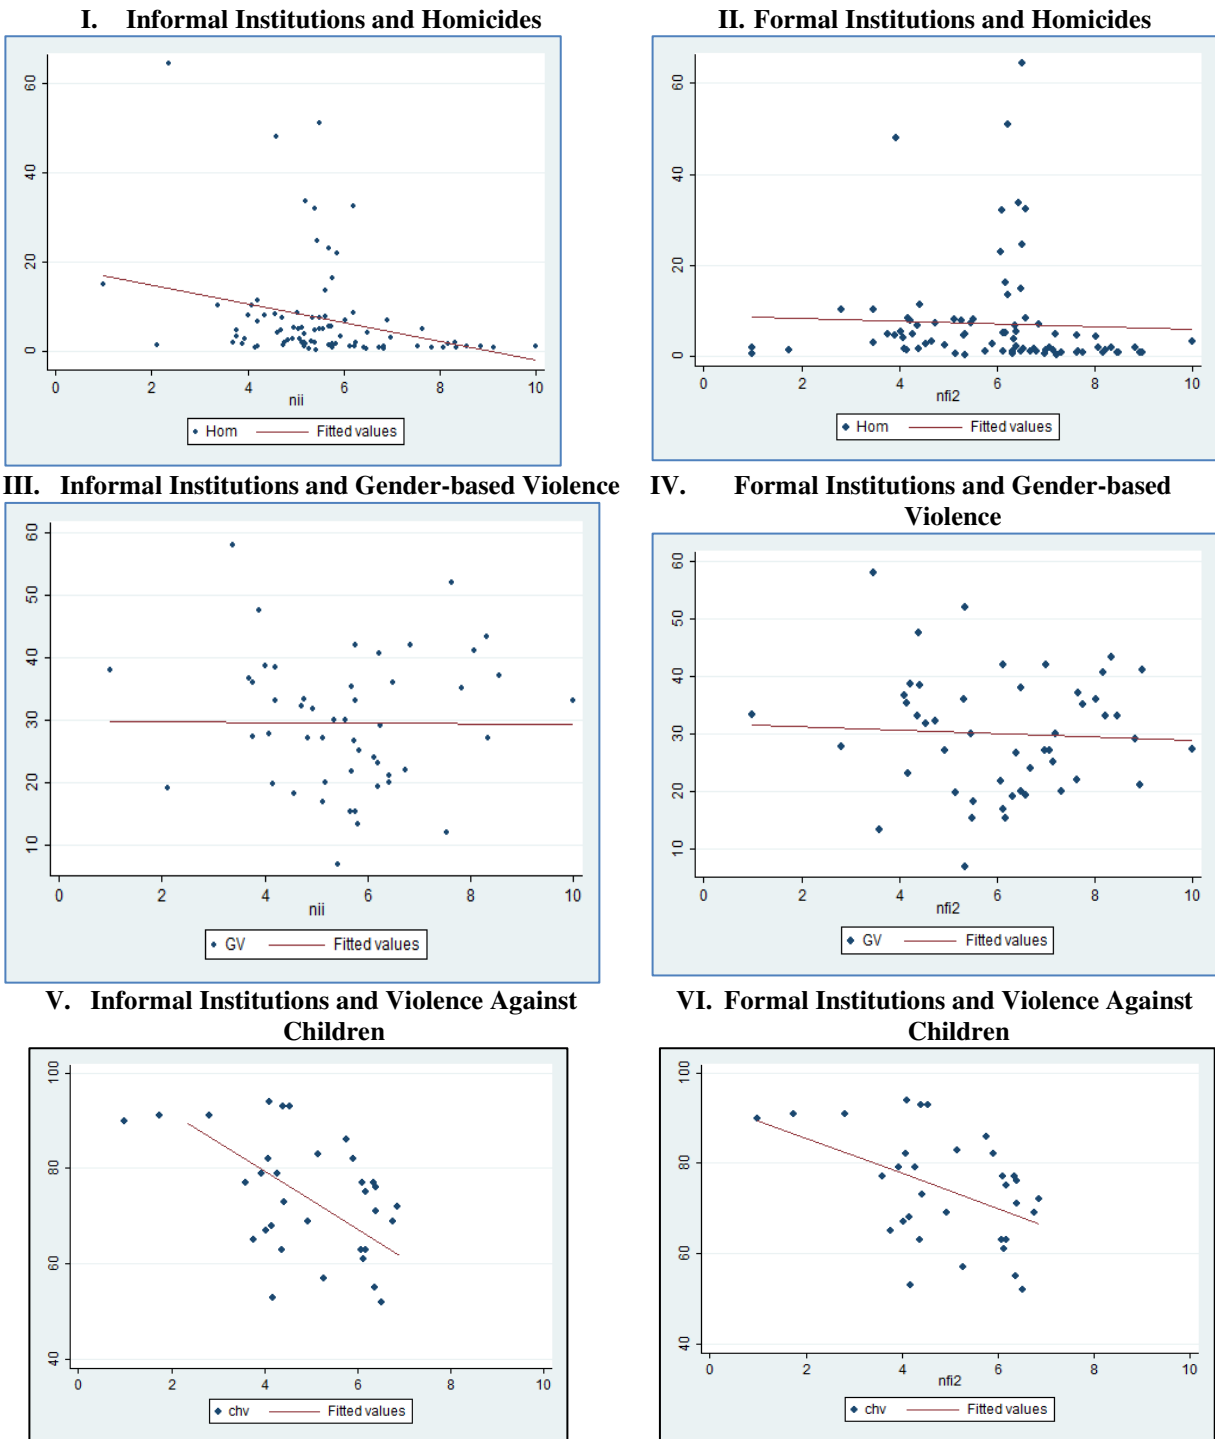 I. Informal Institutions and Homicides
0 20 40 60
0 2 4 6 8 10
nii
Hom Fitted values
II. Formal Institutions and Homicides
0 20 40 60
0 2 4 6 8 10
nfi2
Hom Fitted values
III. Informal Institutions and Gender-based Violence
10 20 30 40 50 60
0 2 4 6 8 10
nii
GV Fitted values
IV. Formal Institutions and Gender-based
Violence
10 20 30 40 50 60
0 2 4 6 8 10
nfi2
GV Fitted values
V. Informal Institutions and Violence Against
Children
40 60 80 100
0 2 4 6 8 10
chv Fitted values
VI. Formal Institutions and Violence Against
Children
40 60 80 100
0 2 4 6 8 10
nfi2
chv Fitted values